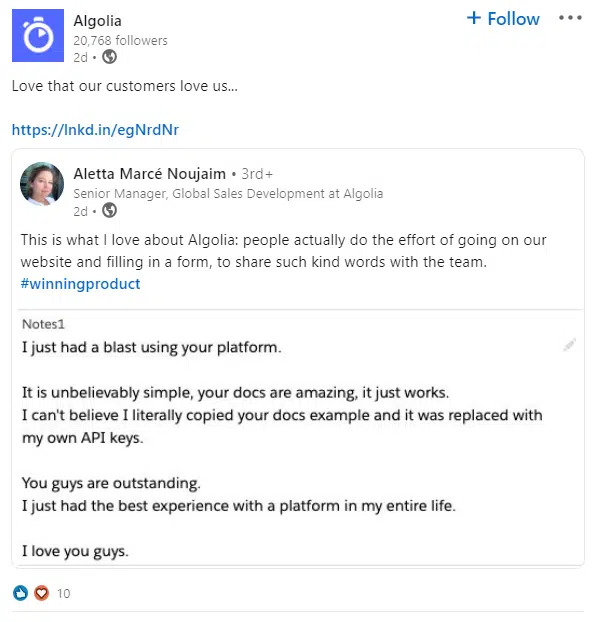 Algolia
+ Follow
20,768 followers
2d •
Love that our customers love us...
https://lnkd.in/egNrdNr
Aletta Marcé Noujaim • 3rd+
Senior Manager, Global Sales Development at Algolia
2d •
This is what I love about Algolia: people actually do the effort of going on our
website and filling in a form, to share such kind words with the team.
#winningproduct
Notes1
I just had a blast using your platform.
It is unbelievably simple, your docs are amazing, it just works.
I can't believe I literally copied your docs example and it was replaced with
my own API keys.
You guys are outstanding.
I just had the best experience with a platform in my entire life.
I love you guys.
10